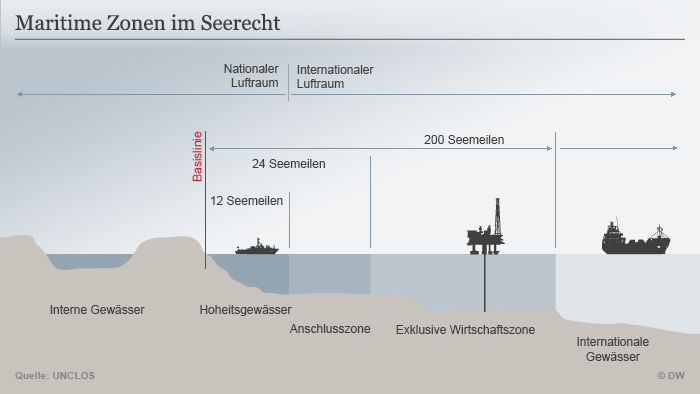 Maritime Zonen im Seerecht
Nationaler
Luftraum
Internationaler
Luftraum
Basislinie
200 Seemeilen
24 Seemeilen
12 Seemeilen
Interne Gewässer
Hoheitsgewässer
Anschlusszone
Exklusive Wirtschaftszone
Internationale
Gewässer
Quelle: UNCLOS
© DW